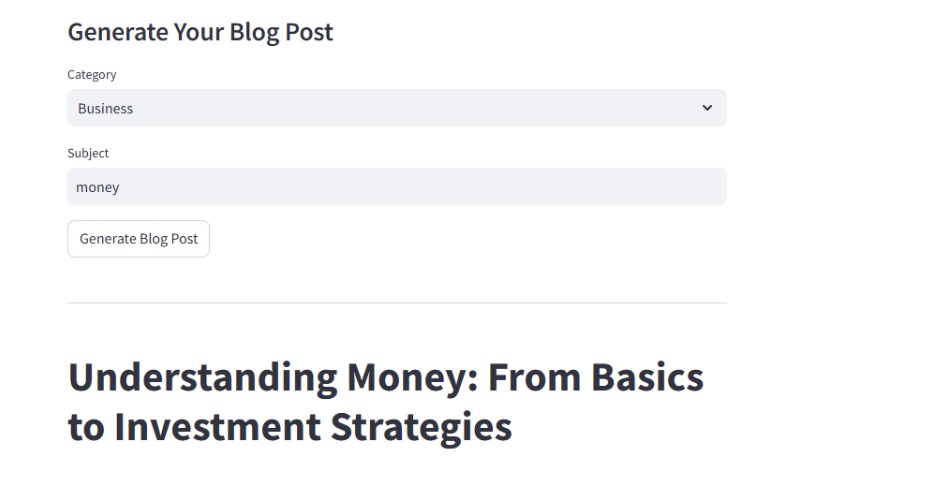 Generate Your Blog Post
Category
Business
Subject
money
Generate Blog Post
Understanding Money: From Basics
to Investment Strategies